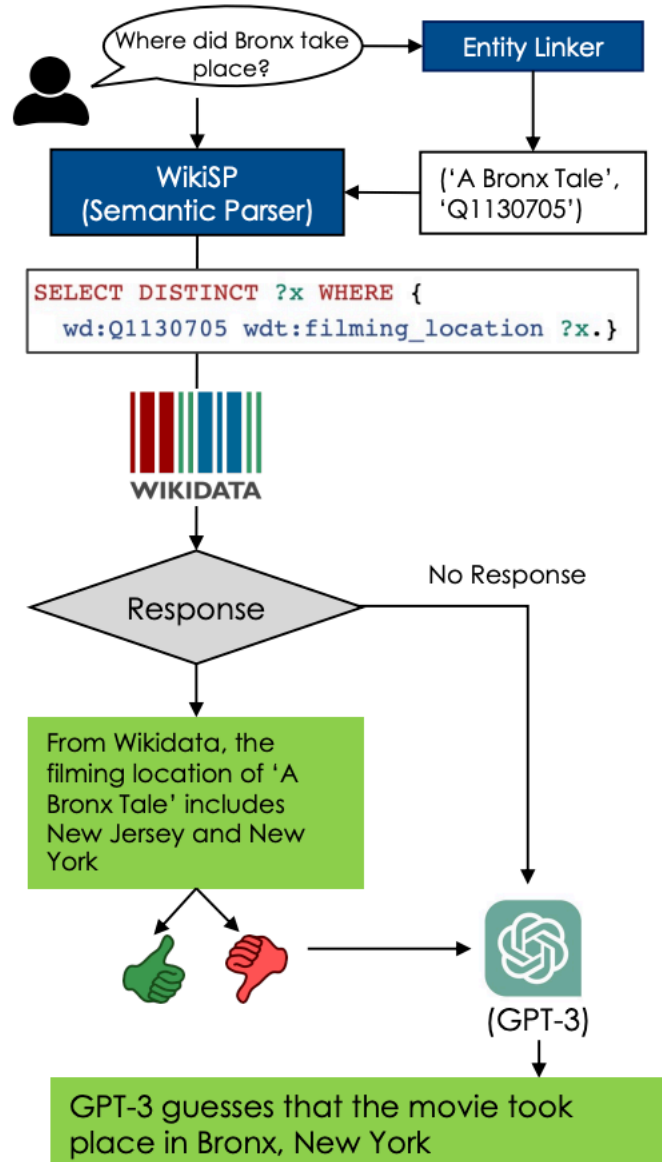 Where did Bronx take
place?
Entity Linker
WikiSP
(Semantic Parser)
('A Bronx Tale',
'Q1130705')
SELECT DISTINCT ?x WHERE {
wd:Q1130705 wdt:filming_location ?x.}
WIKIDATA
Response
No Response
From Wikidata, the
filming location of 'A
Bronx Tale' includes
New Jersey and New
York
(GPT-3)
GPT-3 guesses that the movie took
place in Bronx, New York